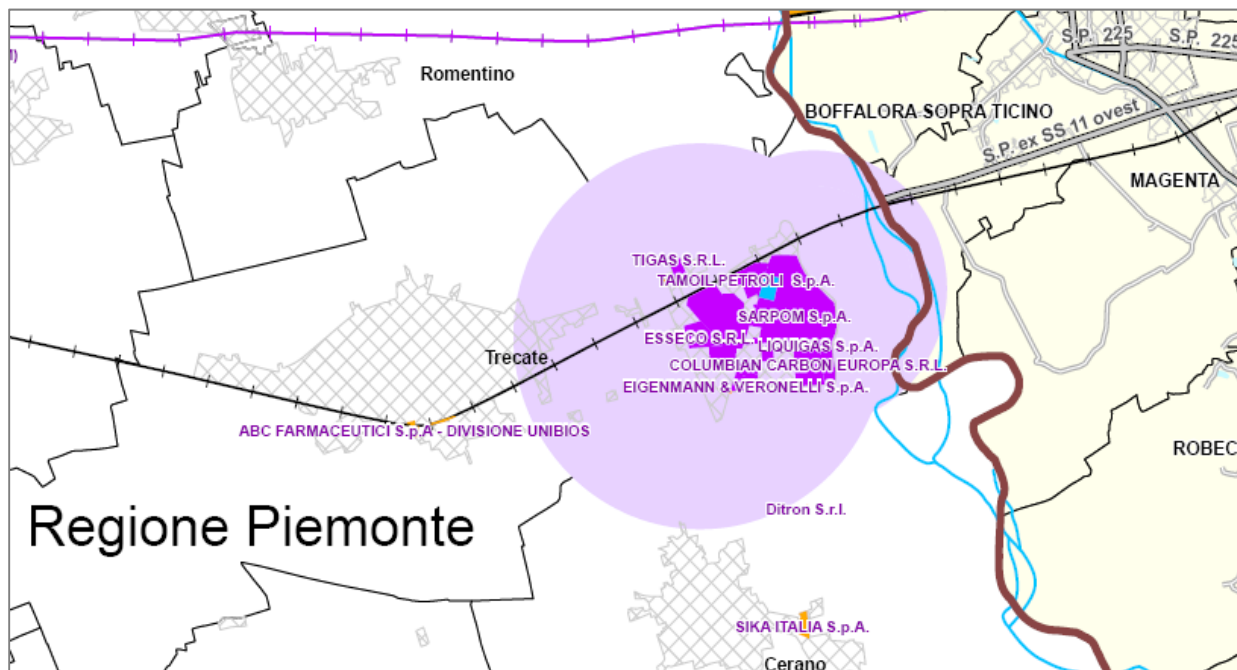 S.P. 225
S.P. 225
M)
Romentino
BOFFALORA SOPRA TICINO
S.P. ex SS 11 ovest
MAGENTA
TIGAS S.R.L.
TAMOIL PETROLI S.p.A.
SARPOM S.p.A.
ESSECO S.R.L.
LIQUIGAS S.p.A.
Trecate
COLUMBIAN CARBON EUROPA S.R.L.
EIGENMANN & VERONELLI S.p.A.
ABC FARMACEUTICI S.p.A - DIVISIONE UNIBIOS
ROBEC
Regione Piemonte
Ditron S.r.l.
SIKA ITALIA S.p.A.
Cerano